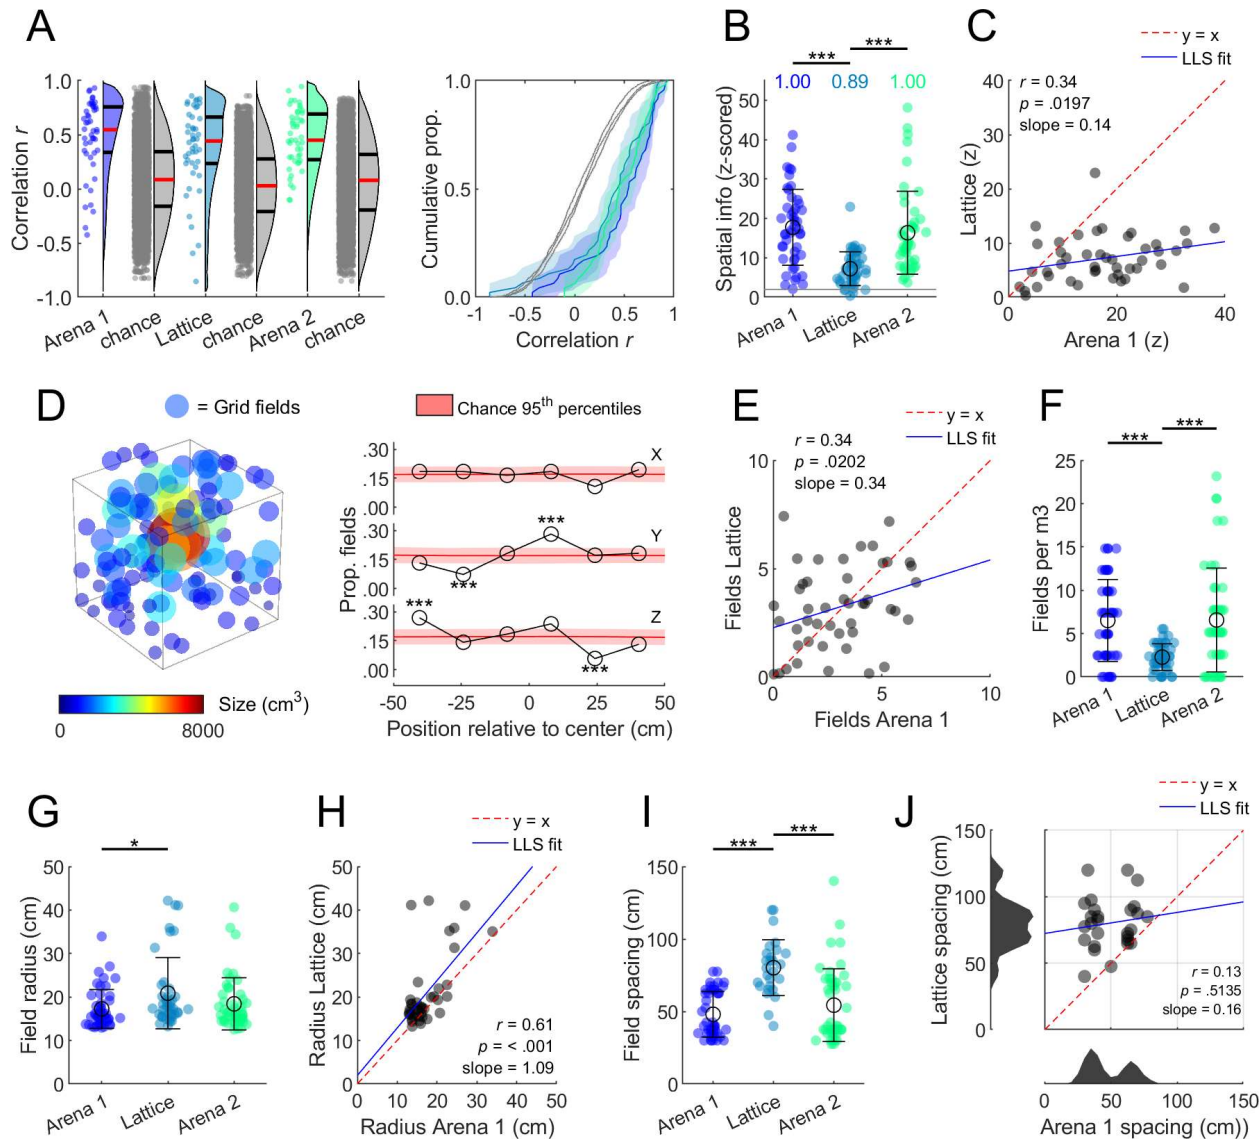 A
Correlation r
1.0
0.5
0.0
-0.5
-1.0
Arena 1
chance
Lattice
chance
Arena 2
chance
Cumulative prop.
1.0
0.5
0.0
-1
-0.5
0
0.5
1
Correlation r
B
***
***
1.00
0.89
1.00
Spatial info (z-scored)
50
40
30
20
10
0
Arena 1
Lattice
Arena 2
C
y = x
LLS fit
r = 0.34
p = .0197
slope = 0.14
Lattice (z)
40
30
20
10
0
0
20
40
Arena 1 (z)
D
= Grid fields
Size (cm3)
0
8000
Chance 95th percentiles
Prop. fields
.30
.15
.00
X
.30
.15
.00
Y
***
***
.30
.15
.00
Z
***
***
-50
-25
0
25
50
Position relative to center (cm)
E
y = x
LLS fit
r = 0.34
p = .0202
slope = 0.34
Fields Lattice
10
5
0
0
5
10
Fields Arena 1
F
***
***
Fields per m3
25
20
15
10
5
0
Arena 1
Lattice
Arena 2
G
*
Field radius (cm)
50
40
30
20
10
0
Arena 1
Lattice
Arena 2
H
y = x
LLS fit
Radius Lattice (cm)
50
40
30
20
10
0
r = 0.61
p = < .001
slope = 1.09
0
10
20
30
40
50
Radius Arena 1 (cm)
I
***
***
Field spacing (cm)
150
100
50
0
Arena 1
Lattice
Arena 2
J
y = x
LLS fit
Lattice spacing (cm)
150
100
50
0
r = 0.13
p = .5135
slope = 0.16
0
50
100
150
Arena 1 spacing (cm))